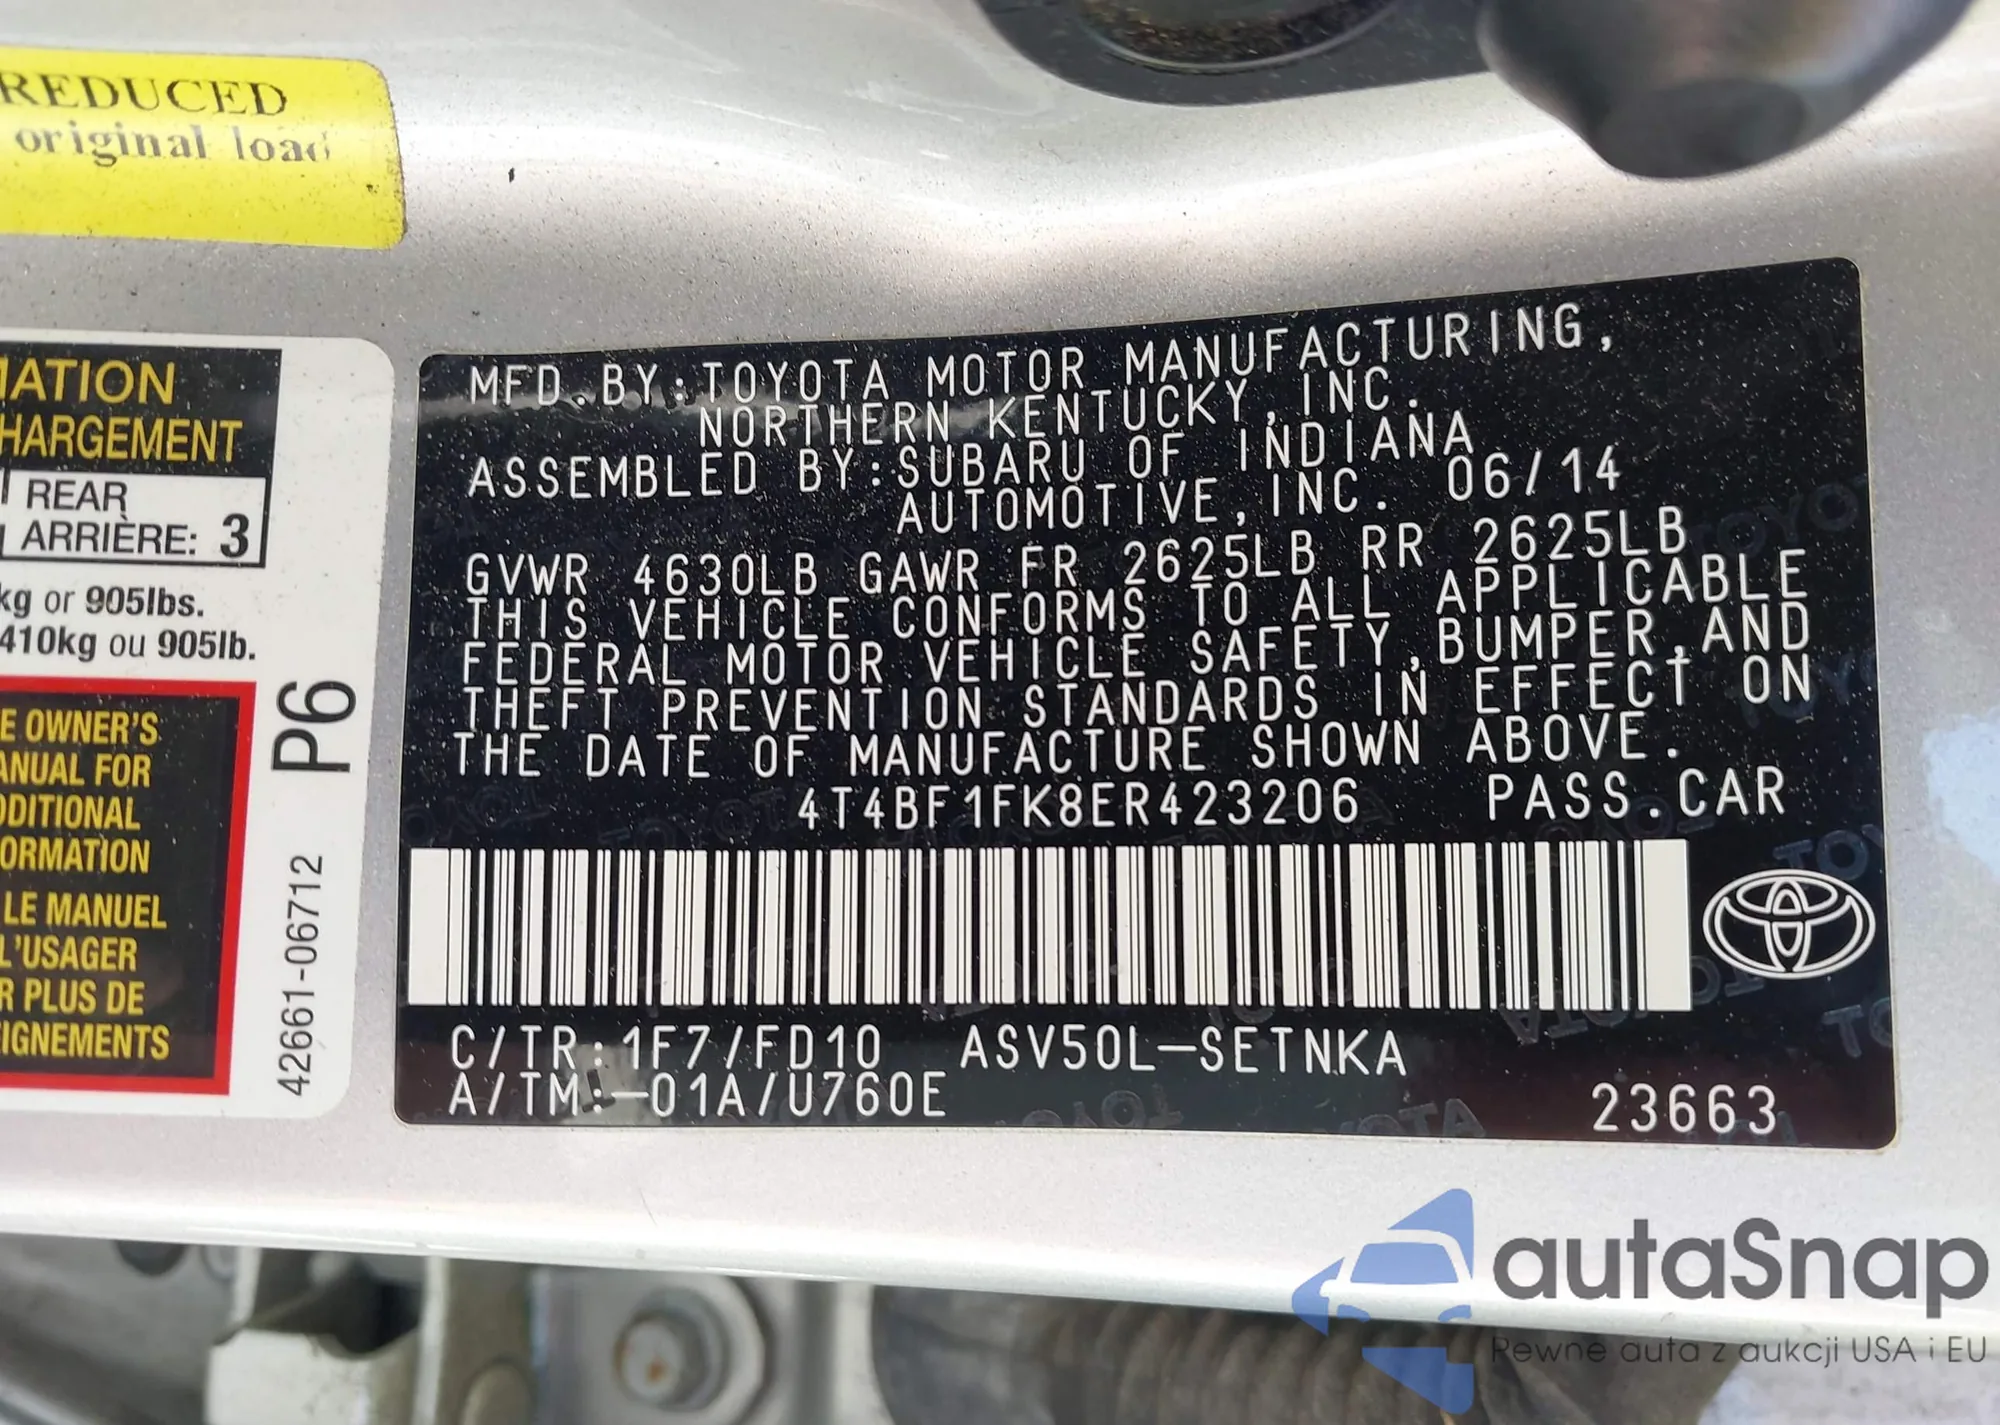 REDUCED
original load
MATION
HARGEMENT
REAR
ARRIÈRE: 3
kg or 905lbs.
410kg ou 905lb.
E OWNER'S
ANUAL FOR
DDITIONAL
ORMATION
LE MANUEL
L'USAGER
R PLUS DE
EIGNEMENTS
42661-06712 P6
MFD.BY:TOYOTA MOTOR MANUFACTURING,
NORTHERN KENTUCKY,INC.
ASSEMBLED BY:SUBARU OF INDIANA
AUTOMOTIVE,INC. 06/14
GVWR 4630LB GAWR FR 2625LB RR 2625LB
THIS VEHICLE CONFORMS TO ALL APPLICABLE
FEDERAL MOTOR VEHICLE SAFETY,BUMPER,AND
THEFT PREVENTION STANDARDS IN EFFECT ON
THE DATE OF MANUFACTURE SHOWN ABOVE.
4T4BF1FK8ER423206 PASS.CAR
C/TR:1F7/FD10 ASV50L-SETNKA
A/TM:-01A/U760E
23663
autaSnap
Pewne auta z aukcji USA i EU